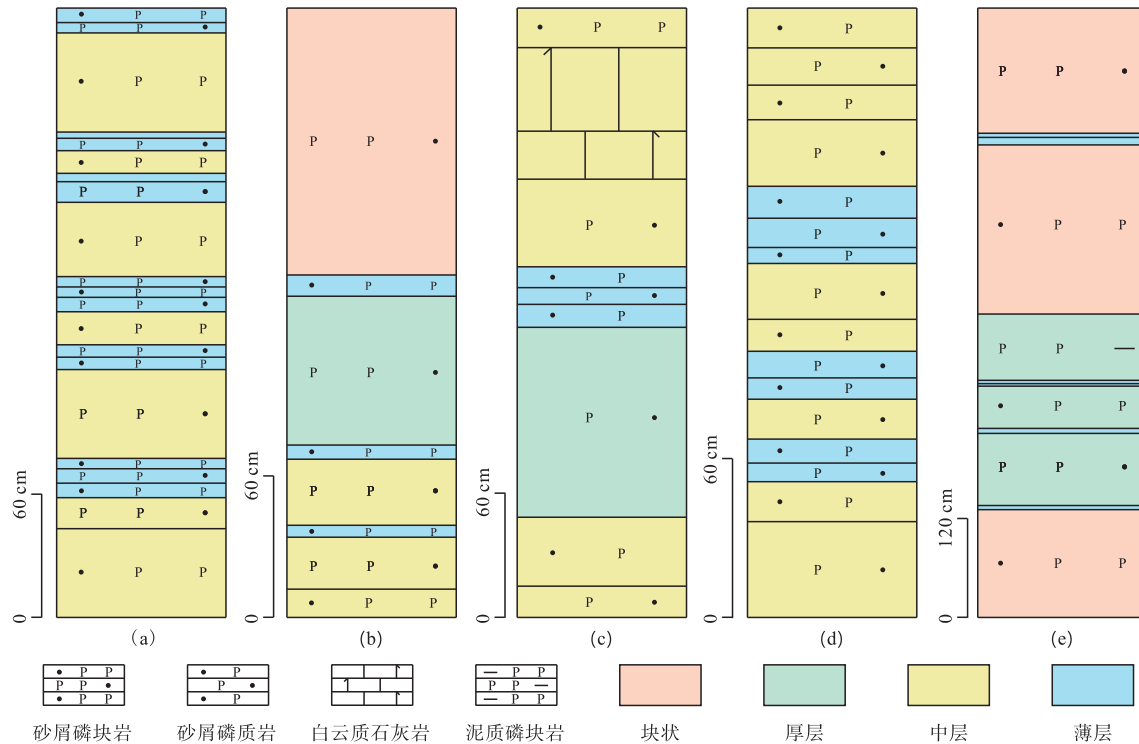 60 cm
0
60 cm
0
60 cm
0
60 cm
0
120 cm
0
(a)
(b)
(c)
(d)
(e)
砂屑磷块岩
砂屑磷质岩
白云质石灰岩
泥质磷块岩
块状
厚层
中层
薄层